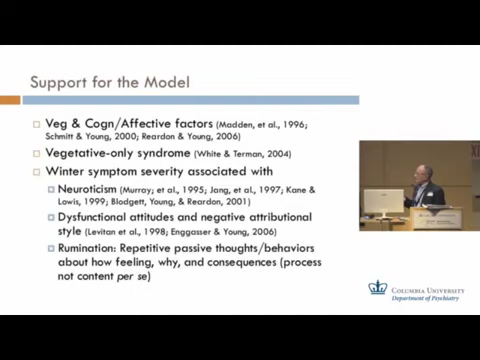 Support for the Model
Veg & Cogn/Affective factors (Madden, et al., 1996;
Schmitt & Young, 2000; Reardon & Young, 2006)
Vegetative-only syndrome (White & Terman, 2004)
Winter symptom severity associated with
Neuroticism (Murray; et al., 1995; Jang, et al., 1997; Kane &
Lowis, 1999; Blodgett, Young, & Reardon, 2001)
Dysfunctional attitudes and negative attributional
style (Levitan et al., 1998; Enggasser & Young, 2006)
Rumination: Repetitive passive thoughts/behaviors
about how feeling, why, and consequences (process
not content per se)
COLUMBIA UNIVERSITY
Department of Psychiatry